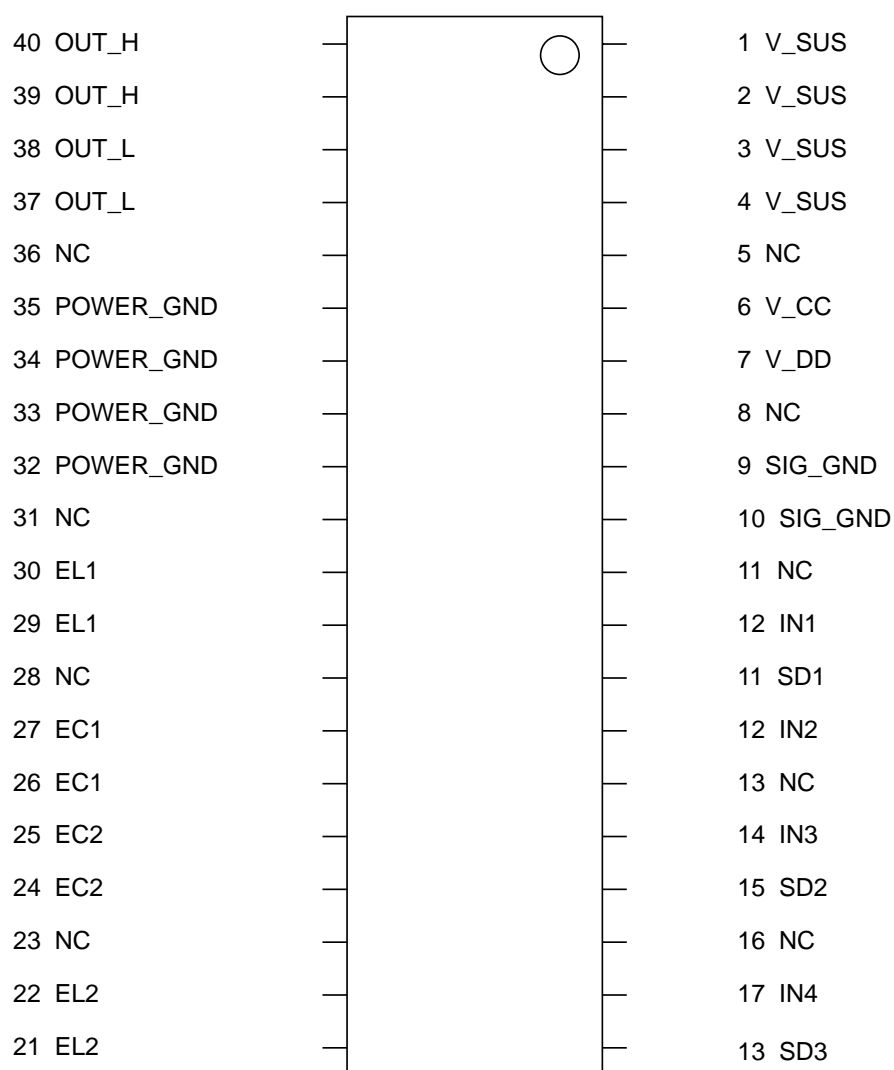 40 OUT_H 1 V_SUS
39 OUT_H 2 V_SUS
38 OUT_L 3 V_SUS
37 OUT_L 4 V_SUS
36 NC 5 NC
35 POWER_GND 6 V_CC
34 POWER_GND 7 V_DD
33 POWER_GND 8 NC
32 POWER_GND 9 SIG_GND
31 NC 10 SIG_GND
30 EL1 11 NC
29 EL1 12 IN1
28 NC 11 SD1
27 EC1 12 IN2
26 EC1 13 NC
25 EC2 14 IN3
24 EC2 15 SD2
23 NC 16 NC
22 EL2 17 IN4
21 EL2 13 SD3